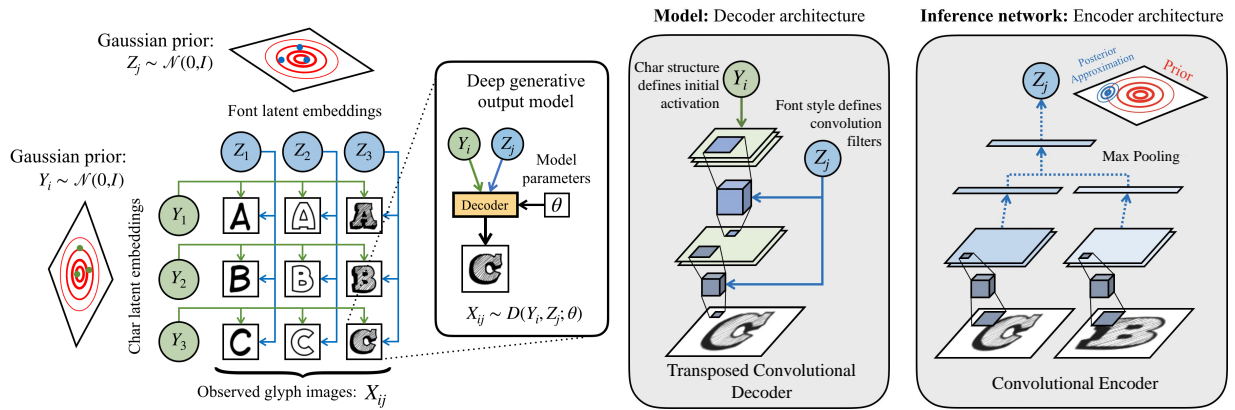 Gaussian prior:
Z_j ∼ 𝒩(0,I)
Font latent embeddings
Gaussian prior:
Y_i ∼ 𝒩(0,I)
Char latent embeddings
Z_1
Z_2
Z_3
Y_1
Y_2
Y_3
A
A
A
B
B
B
C
C
C
Observed glyph images: X_ij
Deep generative
output model
Y_i
Z_j
Model
parameters
Decoder
θ
C
X_ij ∼ D(Y_i, Z_j; θ)
Model: Decoder architecture
Char structure
defines initial
activation
Y_i
Font style defines
convolution
filters
Z_j
C
Transposed Convolutional
Decoder
Inference network: Encoder architecture
Z_j
Posterior
Approximation
Prior
Max Pooling
C
B
Convolutional Encoder